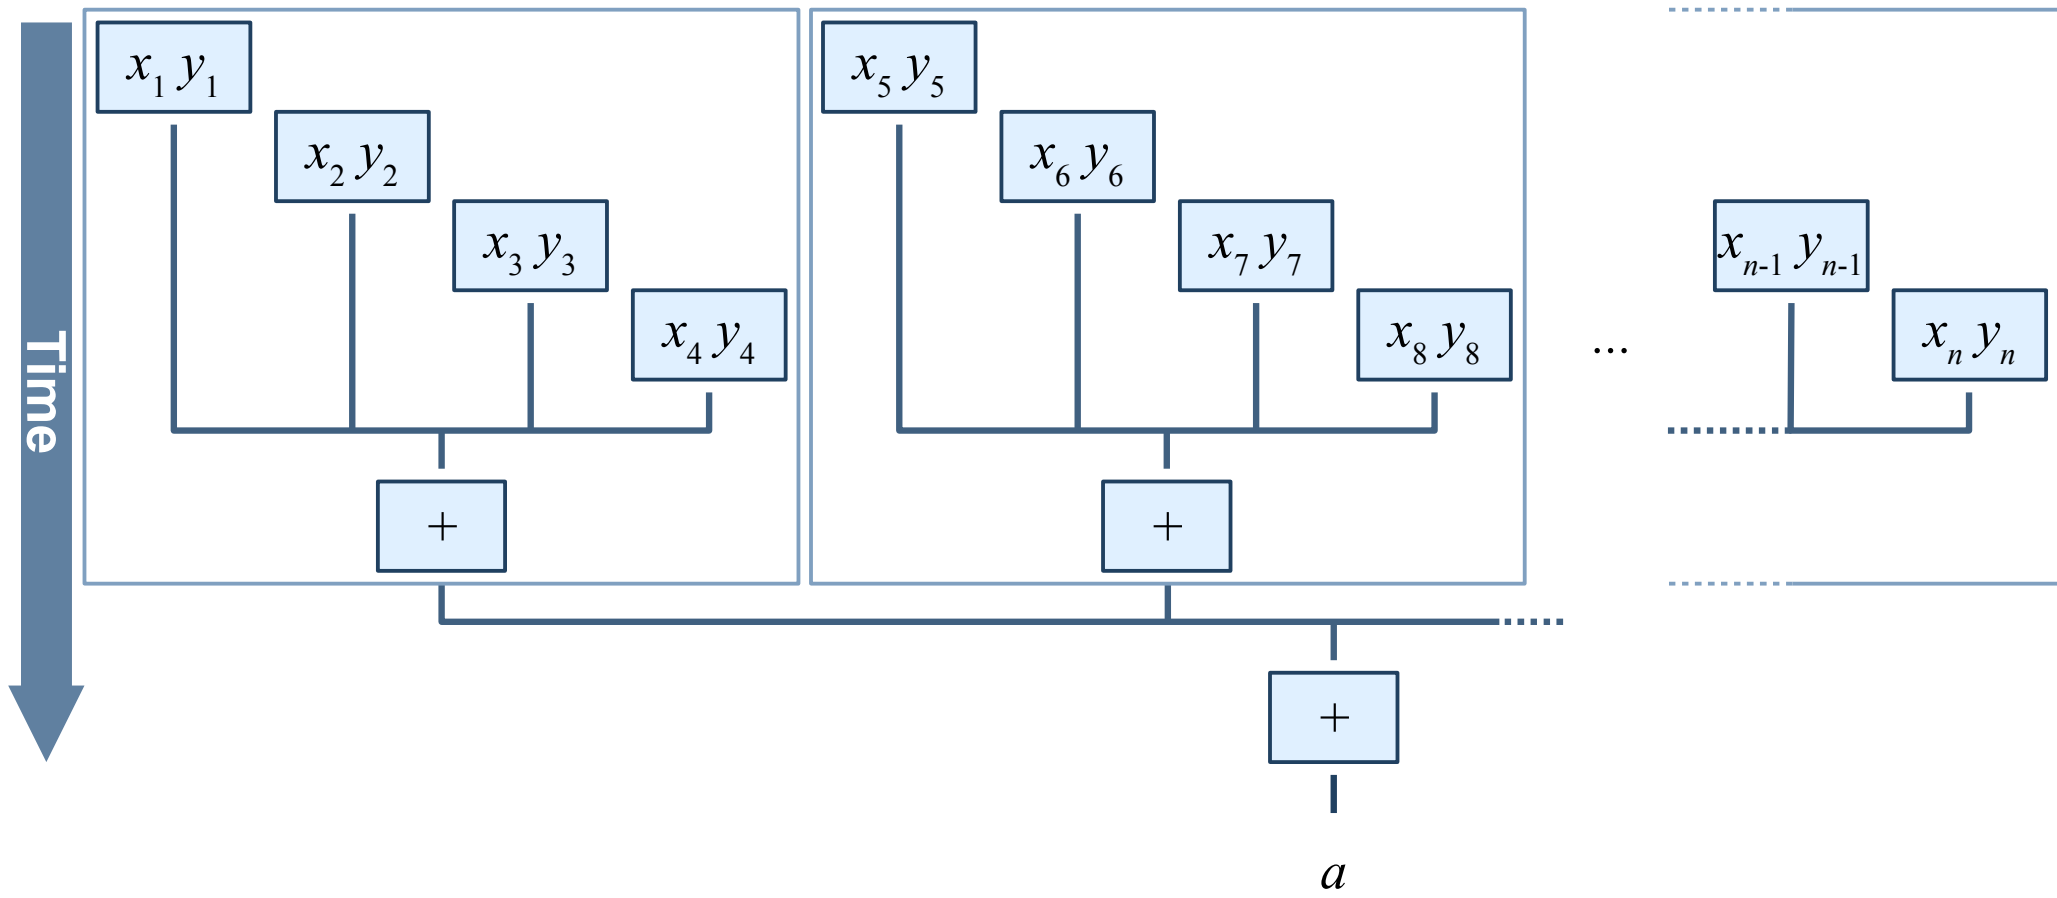 Time
x₁ y₁
x₂ y₂
x₃ y₃
x₄ y₄
+
x₅ y₅
x₆ y₆
x₇ y₇
x₈ y₈
+
...
xₙ₋₁ yₙ₋₁
xₙ yₙ
+
a